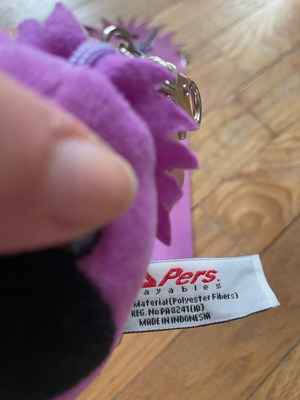 Pers.
ayables
Material (Polyester Fibers)
REG. No PA8241(ID)
MADE IN INDONESIA